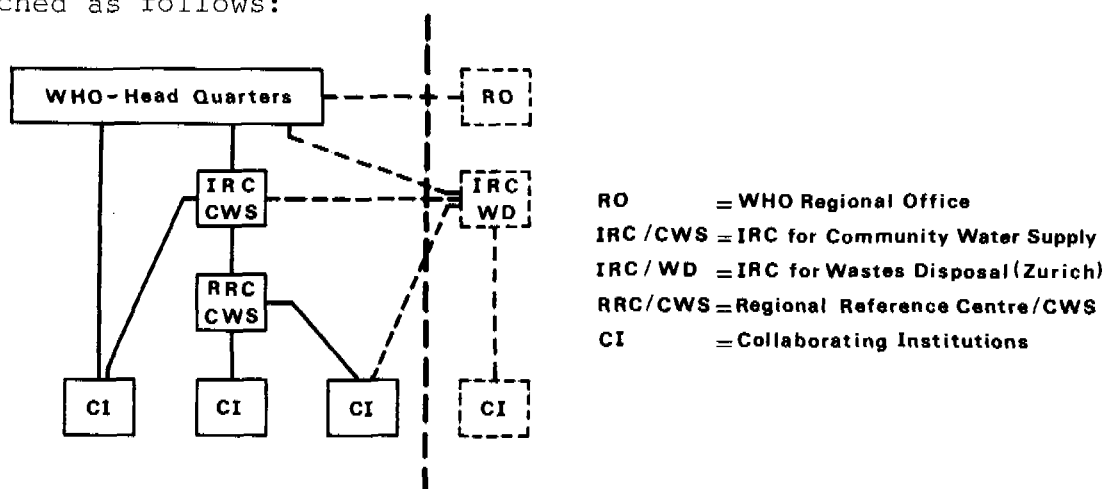 ched as follows:
WHO-Head Quarters
RO
IRC
CWS
IRC
WD
RRC
CWS
CI
CI
CI
CI
RO = WHO Regional Office
IRC/CWS = IRC for Community Water Supply
IRC/WD = IRC for Wastes Disposal (Zurich)
RRC/CWS = Regional Reference Centre/CWS
CI = Collaborating Institutions